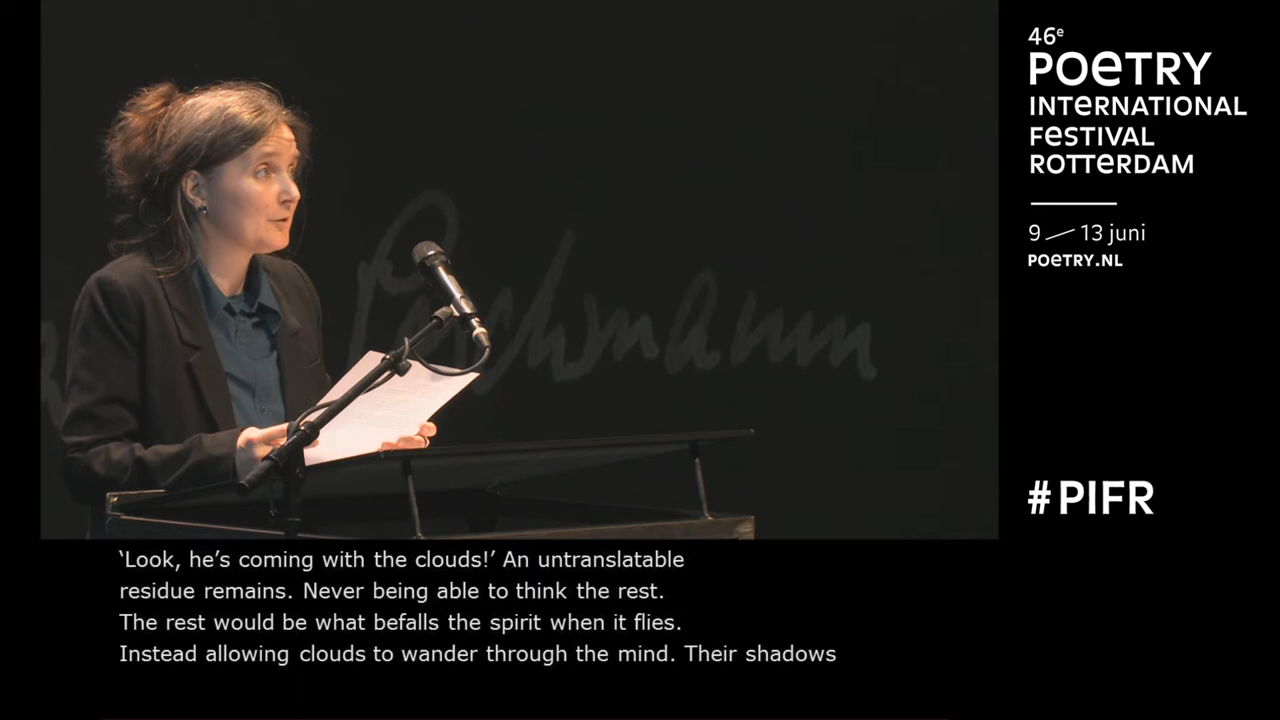 46e
POeTRY
INTeRNATIONAL
FeSTIVAL
ROTTeRDAM
9 — 13 juni
POeTRY.NL
#PIFR
‘Look, he’s coming with the clouds!’ An untranslatable
residue remains. Never being able to think the rest.
The rest would be what befalls the spirit when it flies.
Instead allowing clouds to wander through the mind. Their shadows